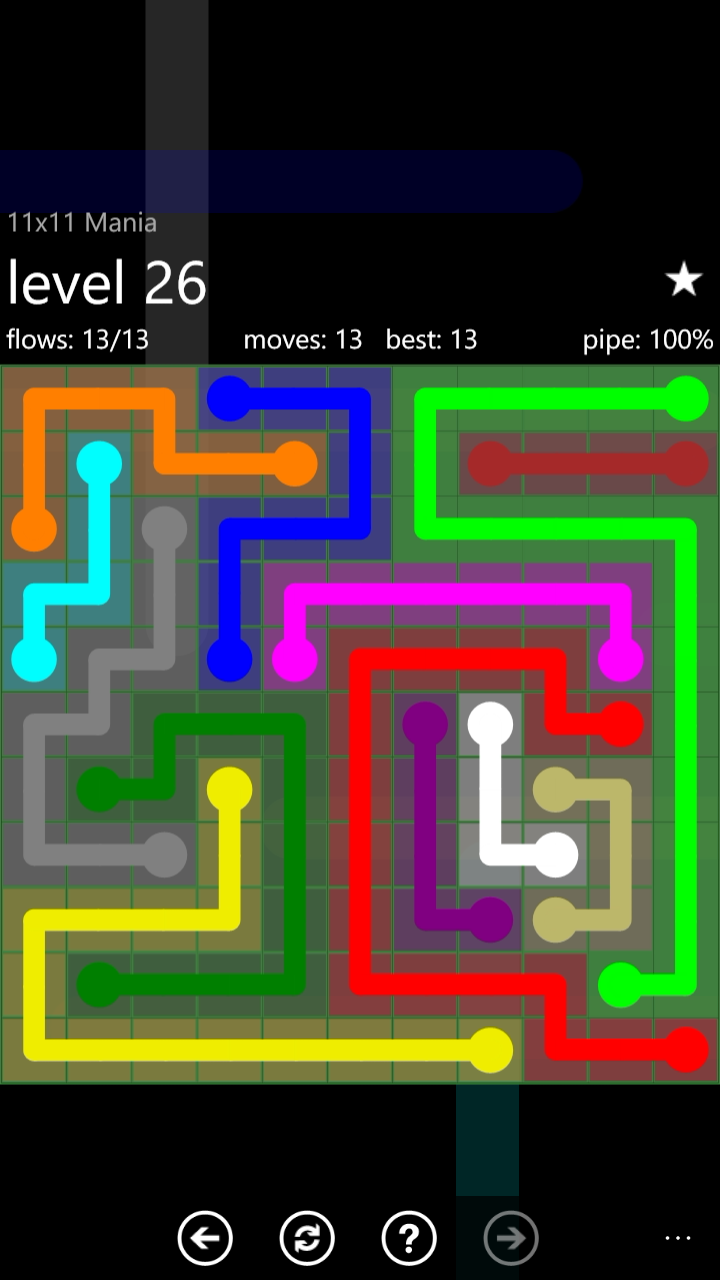 11x11 Mania
level 26
flows: 13/13 moves: 13 best: 13 pipe: 100%
?
...